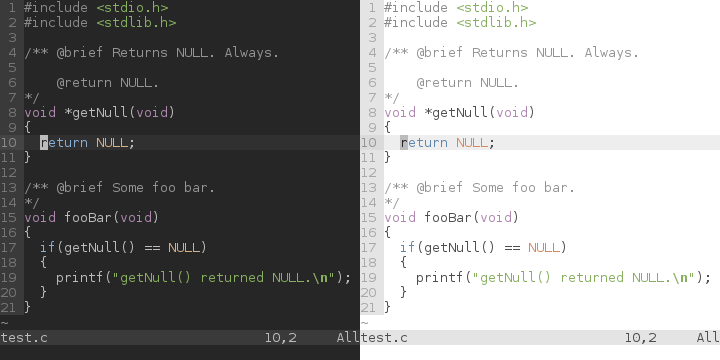 1 #include <stdio.h>
2 #include <stdlib.h>
3
4 /** @brief Returns NULL. Always.
5
6     @return NULL.
7 */
8 void *getNull(void)
9 {
10   return NULL;
11 }
12
13 /** @brief Some foo bar.
14 */
15 void fooBar(void)
16 {
17   if(getNull() == NULL)
18   {
19     printf("getNull() returned NULL.\n");
20   }
21 }
~
test.c 10,2 All
1 #include <stdio.h>
2 #include <stdlib.h>
3
4 /** @brief Returns NULL. Always.
5
6     @return NULL.
7 */
8 void *getNull(void)
9 {
10   return NULL;
11 }
12
13 /** @brief Some foo bar.
14 */
15 void fooBar(void)
16 {
17   if(getNull() == NULL)
18   {
19     printf("getNull() returned NULL.\n");
20   }
21 }
~
test.c 10,2 All